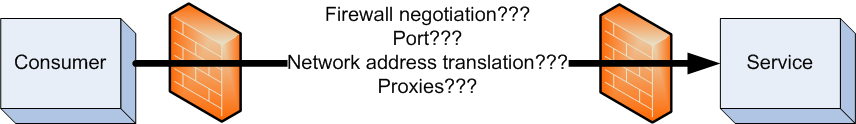 Firewall negotiation???
Port???
Consumer
Network address translation???
Service
Proxies???